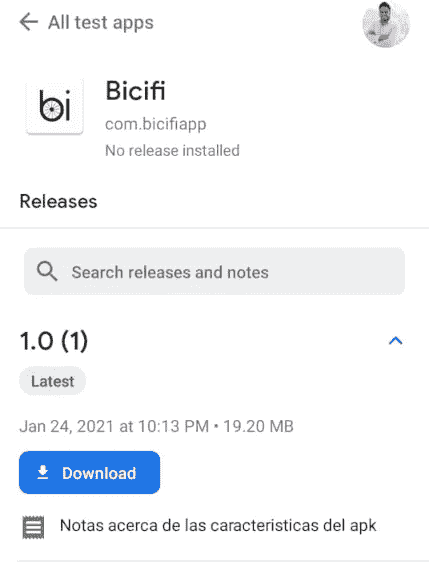 All test apps
bi
Bicifi
com.bicifiapp
No release installed
Releases
Search releases and notes
1.0 (1)
Latest
Jan 24, 2021 at 10:13 PM • 19.20 MB
Download
Notas acerca de las caracteristicas del apk